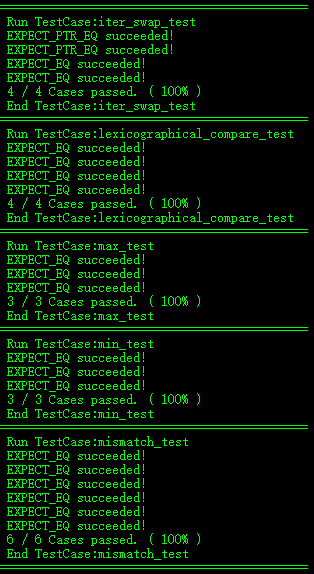 Run TestCase:iter_swap_test
EXPECT_PTR_EQ succeeded!
EXPECT_PTR_EQ succeeded!
EXPECT_EQ succeeded!
EXPECT_EQ succeeded!
4 / 4 Cases passed. ( 100% )
End TestCase:iter_swap_test
Run TestCase:lexicographical_compare_test
EXPECT_EQ succeeded!
EXPECT_EQ succeeded!
EXPECT_EQ succeeded!
EXPECT_EQ succeeded!
4 / 4 Cases passed. ( 100% )
End TestCase:lexicographical_compare_test
Run TestCase:max_test
EXPECT_EQ succeeded!
EXPECT_EQ succeeded!
EXPECT_EQ succeeded!
3 / 3 Cases passed. ( 100% )
End TestCase:max_test
Run TestCase:min_test
EXPECT_EQ succeeded!
EXPECT_EQ succeeded!
EXPECT_EQ succeeded!
3 / 3 Cases passed. ( 100% )
End TestCase:min_test
Run TestCase:mismatch_test
EXPECT_EQ succeeded!
EXPECT_EQ succeeded!
EXPECT_EQ succeeded!
EXPECT_EQ succeeded!
EXPECT_EQ succeeded!
EXPECT_EQ succeeded!
6 / 6 Cases passed. ( 100% )
End TestCase:mismatch_test